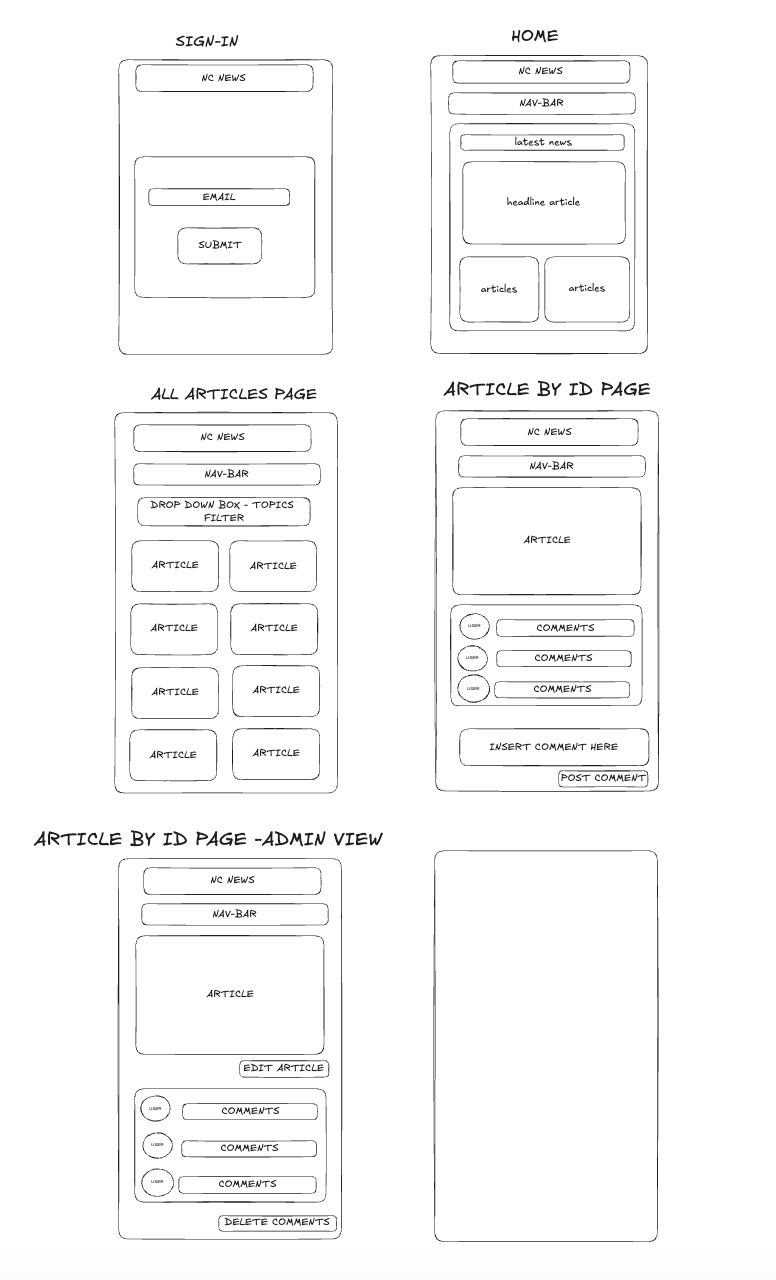 SIGN-IN
NC NEWS
EMAIL
SUBMIT
HOME
NC NEWS
NAV-BAR
latest news
headline article
articles
articles
ALL ARTICLES PAGE
NC NEWS
NAV-BAR
DROP DOWN BOX - TOPICS
FILTER
ARTICLE
ARTICLE
ARTICLE
ARTICLE
ARTICLE
ARTICLE
ARTICLE
ARTICLE
ARTICLE BY ID PAGE
NC NEWS
NAV-BAR
ARTICLE
USER
COMMENTS
USER
COMMENTS
USER
COMMENTS
INSERT COMMENT HERE
POST COMMENT
ARTICLE BY ID PAGE -ADMIN VIEW
NC NEWS
NAV-BAR
ARTICLE
EDIT ARTICLE
USER
COMMENTS
USER
COMMENTS
USER
COMMENTS
DELETE COMMENTS